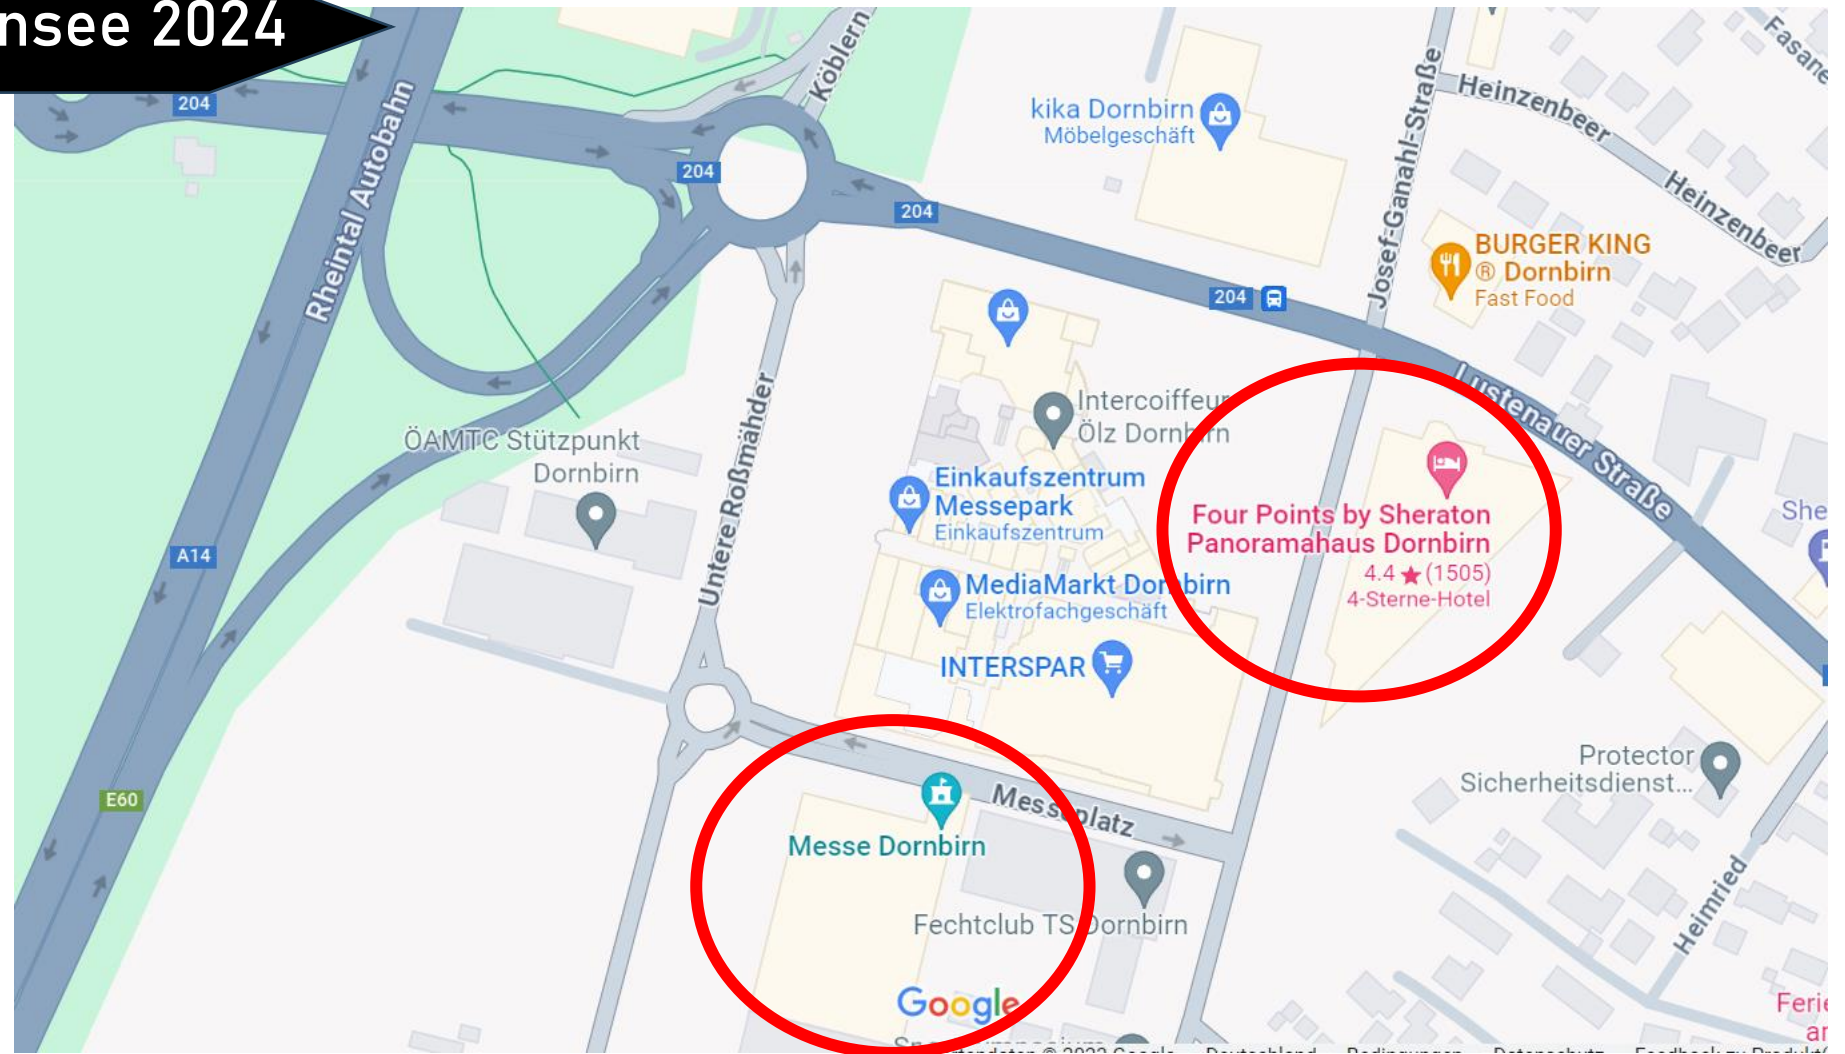 nsee 2024
204
Rheintal Autobahn
Köblern
204
204
kika Dornbirn
Möbelgeschäft
Josef-Ganahl-Straße
Heinzenbeer
Heinzenbeer
BURGER KING
® Dornbirn
Fast Food
204
Intercoiffeur
Ölz Dornbirn
Lustenauer Straße
ÖAMTC Stützpunkt
Dornbirn
Untere Roßmähder
Einkaufszentrum
Messepark
Einkaufszentrum
Four Points by Sheraton
Panoramahaus Dornbirn
4.4 ★ (1505)
4-Sterne-Hotel
She
A14
MediaMarkt Dornbirn
Elektrofachgeschäft
INTERSPAR
Protector
Sicherheitsdienst...
E60
Messeplatz
Messe Dornbirn
Fechtclub TS Dornbirn
Heimried
Google
Ferie